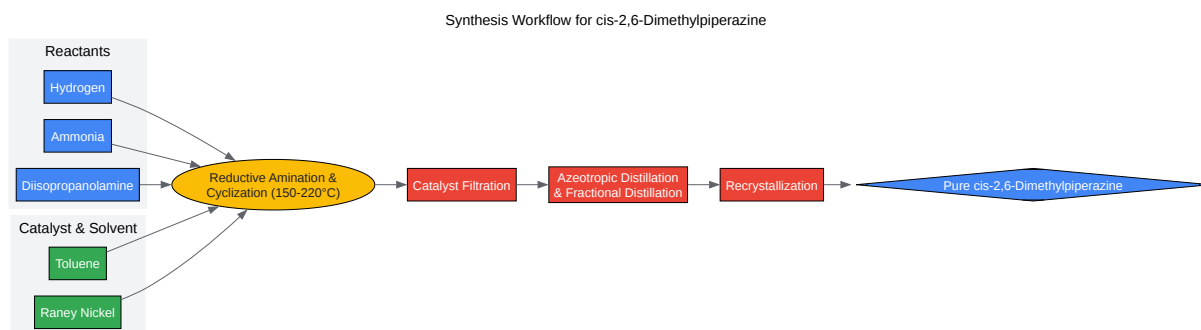 Synthesis Workflow for cis-2,6-Dimethylpiperazine
Reactants
Hydrogen
Ammonia
Diisopropanolamine
Catalyst & Solvent
Toluene
Raney Nickel
Reductive Amination &
Cyclization (150-220°C)
Catalyst Filtration
Azeotropic Distillation
& Fractional Distillation
Recrystallization
Pure cis-2,6-Dimethylpiperazine